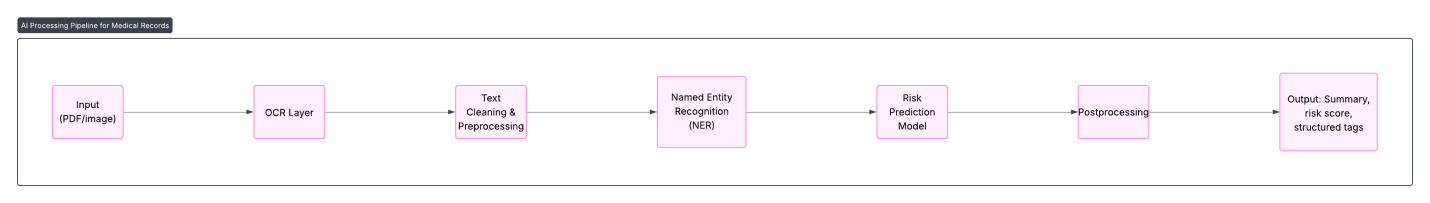 AI Processing Pipeline for Medical Records
Input
(PDF/image)
OCR Layer
Text
Cleaning &
Preprocessing
Named Entity
Recognition
(NER)
Risk
Prediction
Model
Postprocessing
Output: Summary,
risk score,
structured tags